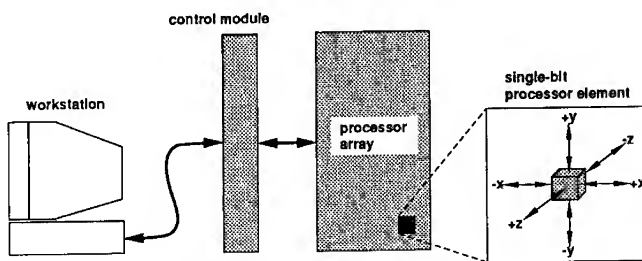 control module
workstation
processor
array
single-bit
processor element
+y
-z
-x
+x
+z
-y